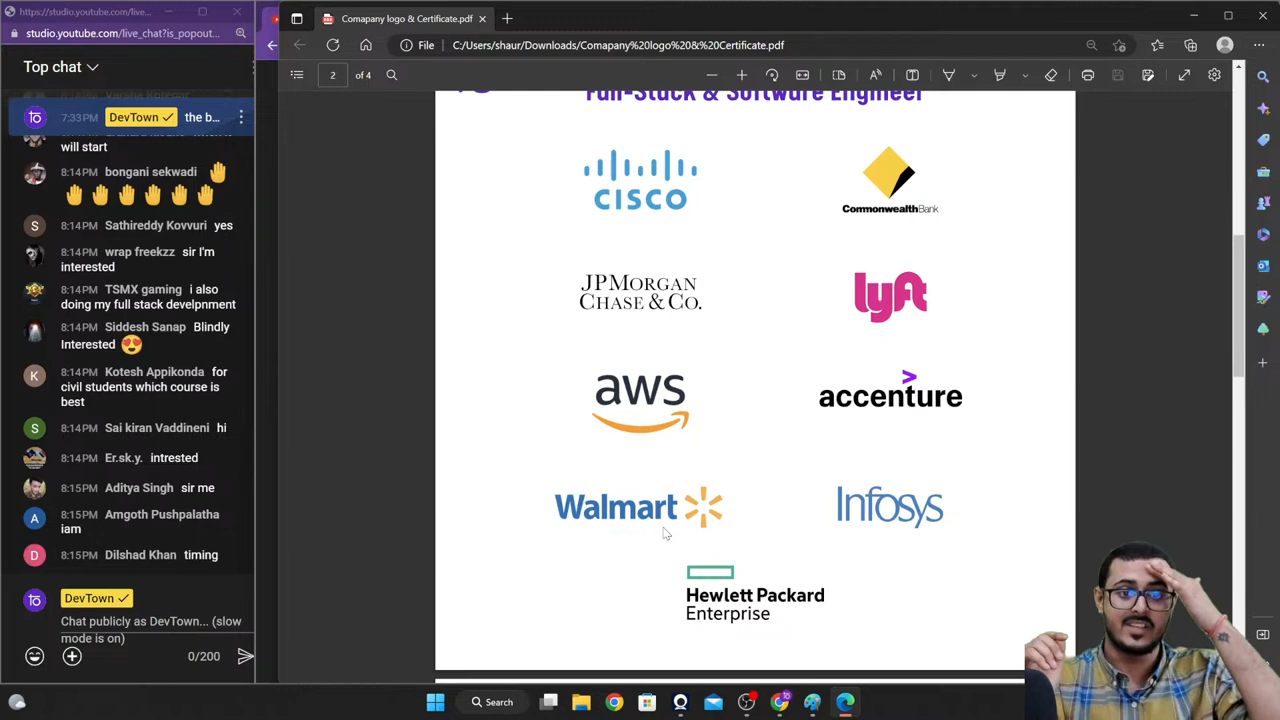 https://studio.youtube.com/live_
studio.youtube.com/live_chat?is_popout...
Top chat
7:33PM DevTown the b...
will start
8:14PM bongani sekwadi
8:14PM Sathireddy Kovvuri yes
8:14PM wrap freekzz sir I'm
interested
8:14PM TSMX gaming i also
doing my full stack develpnment
8:14PM Siddesh Sanap Blindly
Interested
8:14PM Kotesh Appikonda for
civil students which course is
best
8:14PM Sai kiran Vaddineni hi
8:14PM Er.sk.y. intrested
8:15PM Aditya Singh sir me
8:15PM Amgoth Pushpalatha
iam
8:15PM Dilshad Khan timing
DevTown
Chat publicly as DevTown... (slow
mode is on)
0/200
Comapany logo & Certificate.pdf
File C:/Users/shaur/Downloads/Comapany%20logo%20&%20Certificate.pdf
2 of 4
Full-Stack & Software Engineer
CISCO
CommonwealthBank
JPMORGAN
CHASE & CO.
lyft
aws
accenture
Walmart
Infosys
Hewlett Packard
Enterprise
Search